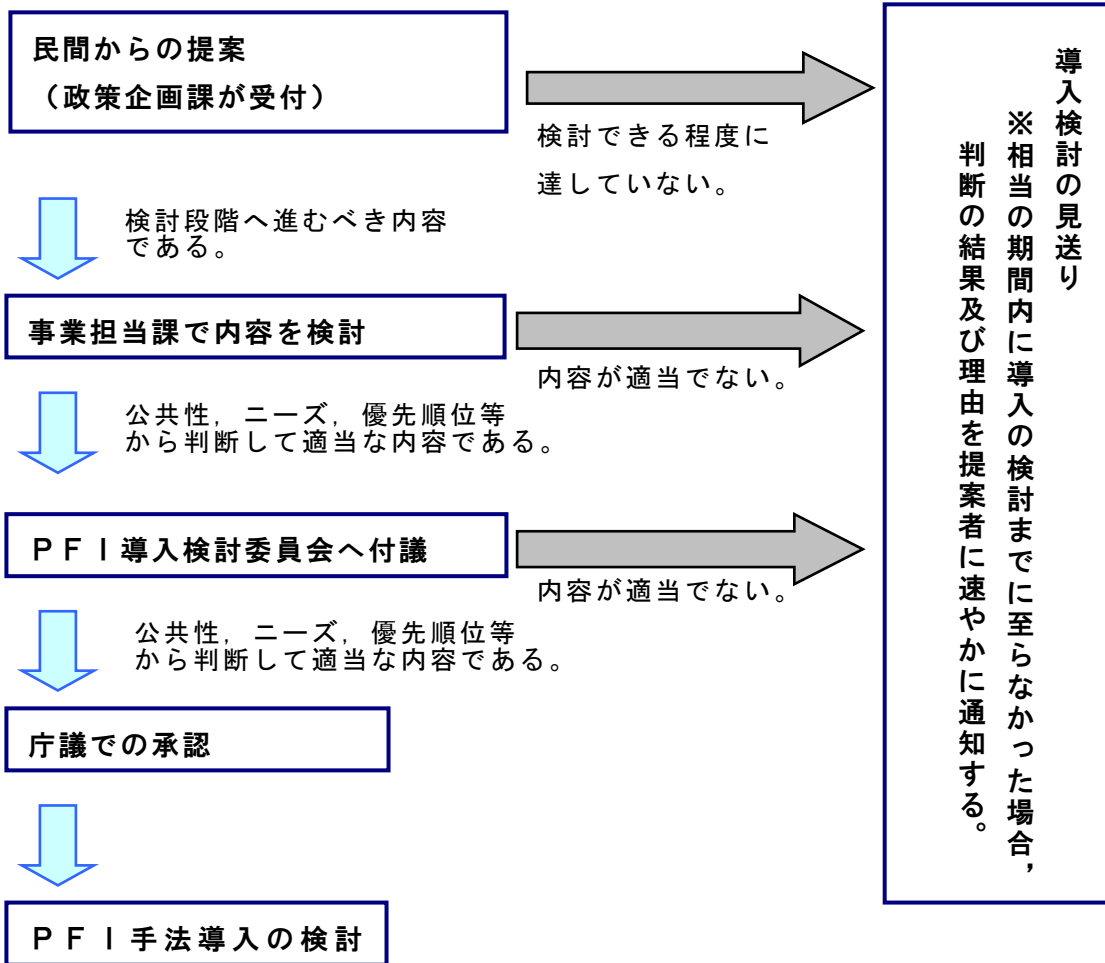 民間からの提案
（政策企画課が受付）
検討できる程度に
達していない。
検討段階へ進むべき内容
である。
事業担当課で内容を検討
内容が適当でない。
公共性，ニーズ，優先順位等
から判断して適当な内容である。
ＰＦＩ導入検討委員会へ付議
内容が適当でない。
公共性，ニーズ，優先順位等
から判断して適当な内容である。
庁議での承認
ＰＦＩ手法導入の検討
導入検討の見送り
※相当の期間内に導入の検討までに至らなかった場合，
判断の結果及び理由を提案者に速やかに通知する。